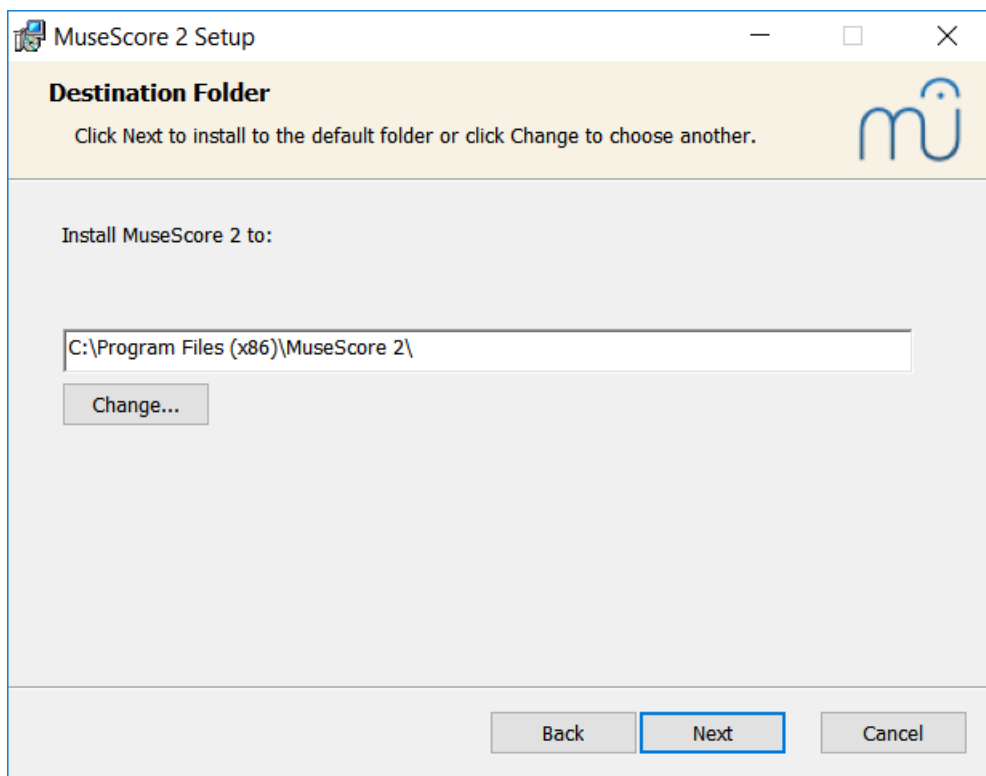 MuseScore 2 Setup
Destination Folder
Click Next to install to the default folder or click Change to choose another.
Install MuseScore 2 to:
C:\Program Files (x86)\MuseScore 2\
Change...
Back Next Cancel